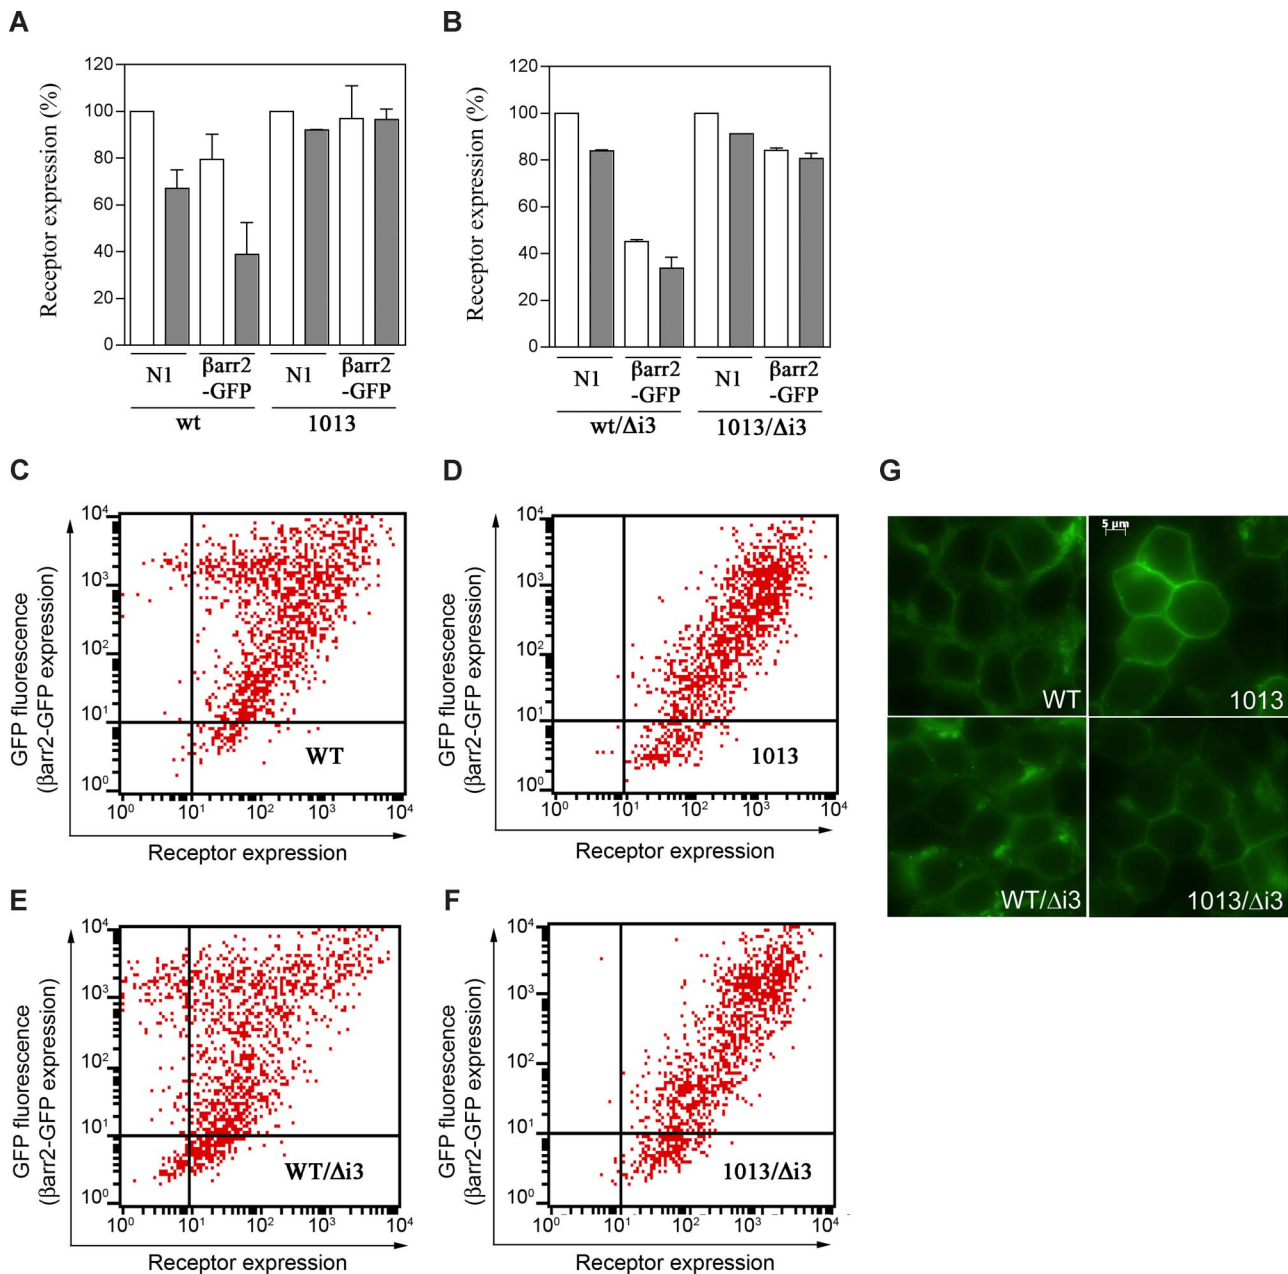 A
B
Receptor expression (%)
120
100
80
60
40
20
0
N1
βarr2
-GFP
N1
βarr2
-GFP
wt
1013
Receptor expression (%)
120
100
80
60
40
20
0
N1
βarr2
-GFP
N1
βarr2
-GFP
wt/Δi3
1013/Δi3
C
D
G
GFP fluorescence
(βarr2-GFP expression)
10⁴
10³
10²
10¹
10⁰
WT
10⁰ 10¹ 10² 10³ 10⁴
Receptor expression
GFP fluorescence
(βarr2-GFP expression)
10⁴
10³
10²
10¹
10⁰
1013
10⁰ 10¹ 10² 10³ 10⁴
Receptor expression
5 µm
WT
1013
WT/Δi3
1013/Δi3
E
F
GFP fluorescence
(βarr2-GFP expression)
10⁴
10³
10²
10¹
10⁰
WT/Δi3
10⁰ 10¹ 10² 10³ 10⁴
Receptor expression
GFP fluorescence
(βarr2-GFP expression)
10⁴
10³
10²
10¹
10⁰
1013/Δi3
10⁰ 10¹ 10² 10³ 10⁴
Receptor expression